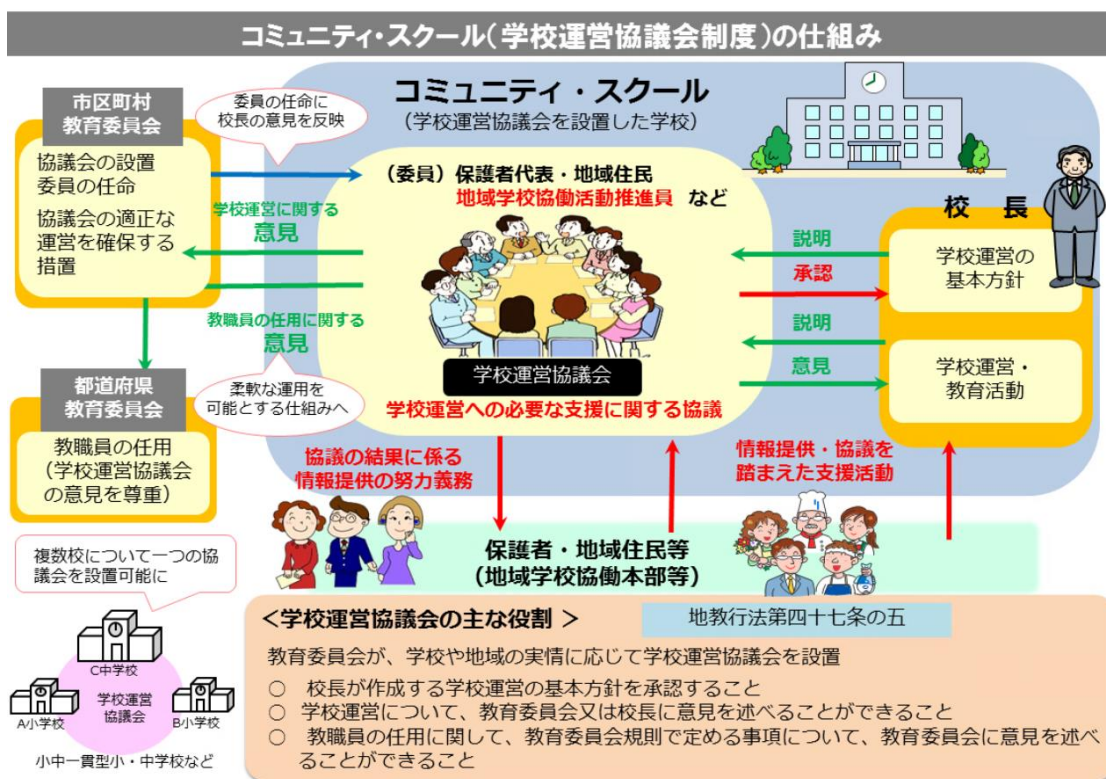 コミュニティ・スクール(学校運営協議会制度)の仕組み
コミュニティ・スクール
(学校運営協議会を設置した学校)
市区町村
教育委員会
協議会の設置
委員の任命
協議会の適正な
運営を確保する
措置
委員の任命に
校長の意見を反映
(委員)保護者代表・地域住民
地域学校協働活動推進員 など
学校運営に関する
意見
教職員の任用に関する
意見
柔軟な運用を
可能とする仕組みへ
学校運営協議会
学校運営への必要な支援に関する協議
校 長
説明
承認
学校運営の
基本方針
説明
意見
学校運営・
教育活動
都道府県
教育委員会
教職員の任用
(学校運営協議会
の意見を尊重)
協議の結果に係る
情報提供の努力義務
情報提供・協議を
踏まえた支援活動
保護者・地域住民等
(地域学校協働本部等)
複数校について一つの協
議会を設置可能に
C中学校
学校運営
協議会
A小学校
B小学校
小中一貫型小・中学校など
<学校運営協議会の主な役割 >
地教行法第四十七条の五
教育委員会が、学校や地域の実情に応じて学校運営協議会を設置
○ 校長が作成する学校運営の基本方針を承認すること
○ 学校運営について、教育委員会又は校長に意見を述べることができること
○ 教職員の任用に関して、教育委員会規則で定める事項について、教育委員会に意見を述べ
ることができること